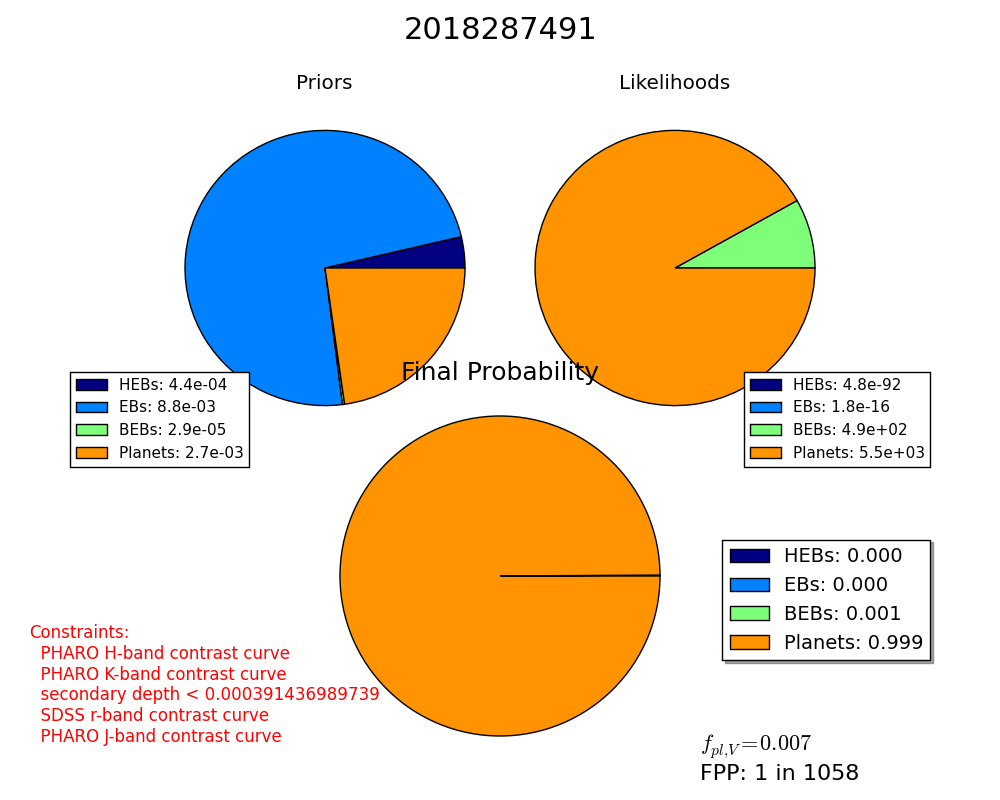 2018287491
Priors
Likelihoods
HEBs: 4.4e-04
EBs: 8.8e-03
BEBs: 2.9e-05
Planets: 2.7e-03
Final Probability
HEBs: 4.8e-92
EBs: 1.8e-16
BEBs: 4.9e+02
Planets: 5.5e+03
HEBs: 0.000
EBs: 0.000
BEBs: 0.001
Planets: 0.999
Constraints:
PHARO H-band contrast curve
PHARO K-band contrast curve
secondary depth < 0.000391436989739
SDSS r-band contrast curve
PHARO J-band contrast curve
f_{pl,V}=0.007
FPP: 1 in 1058